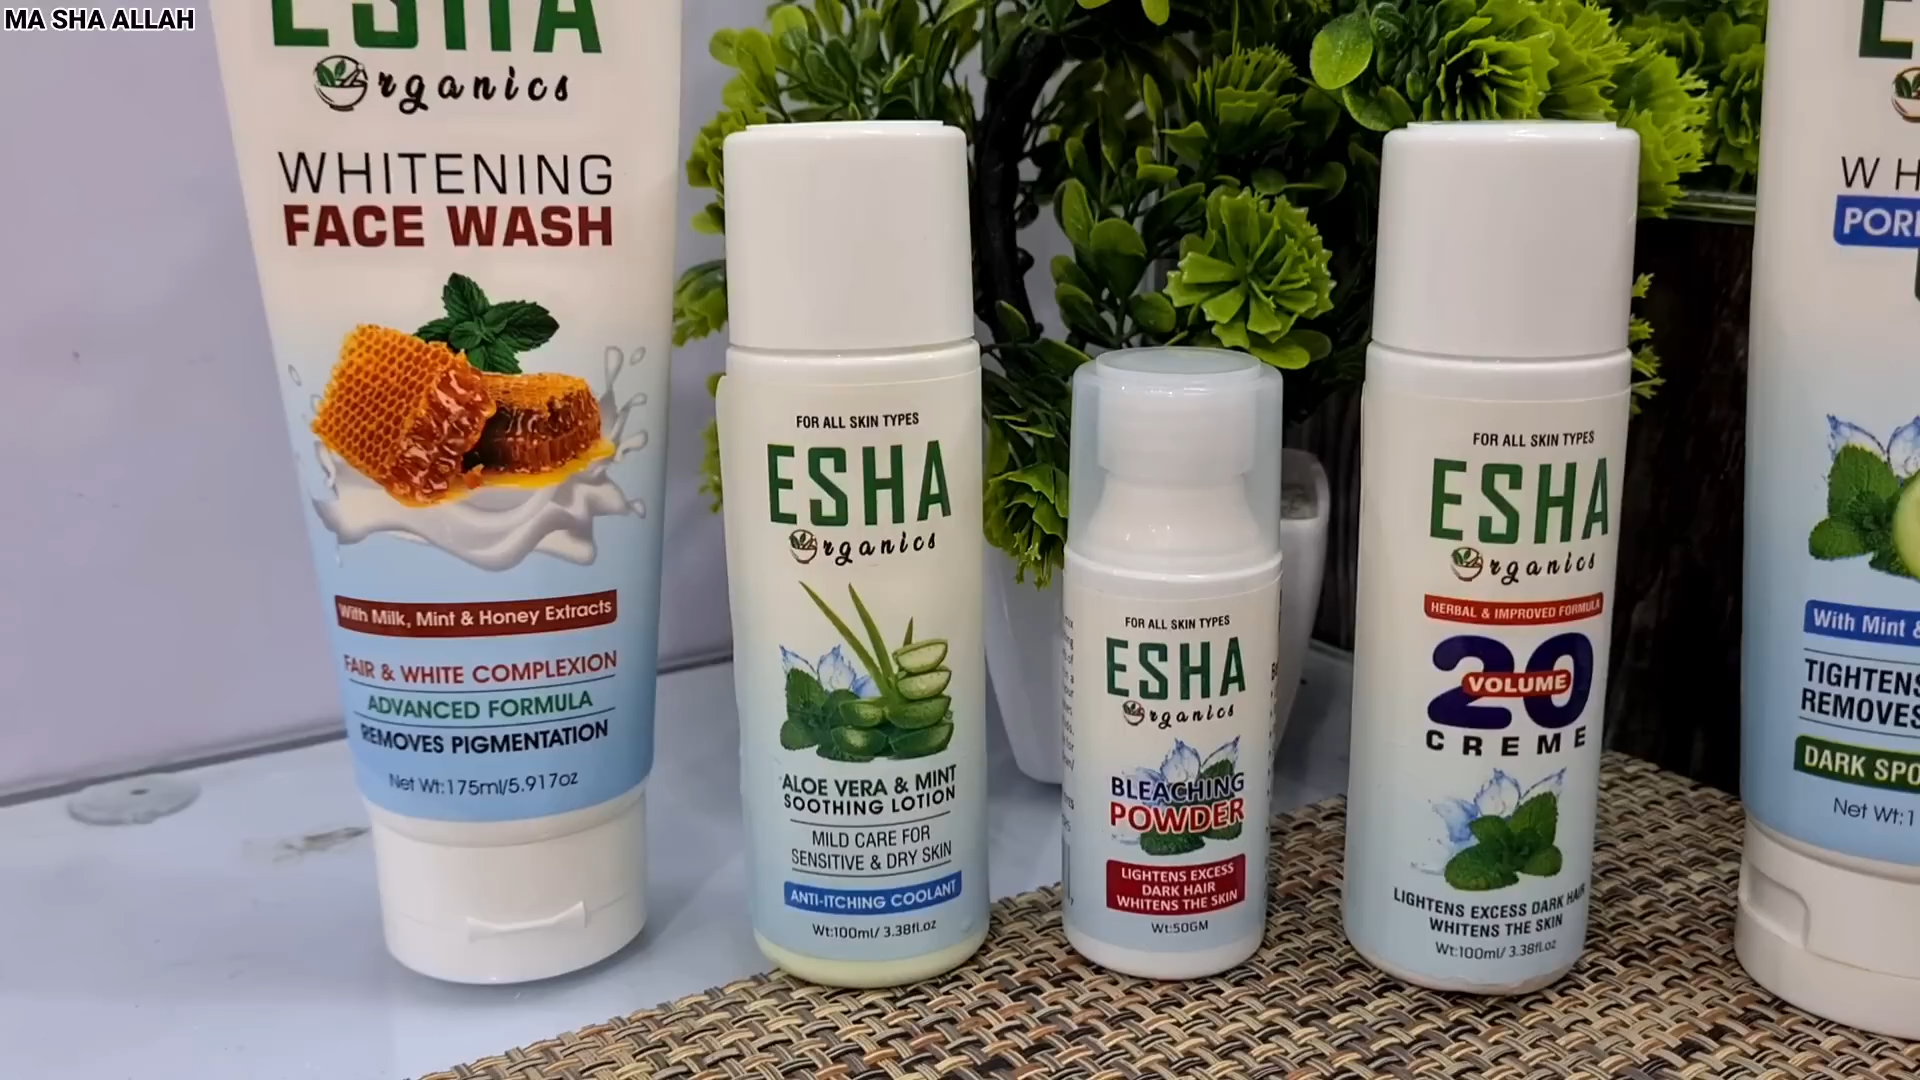 MA SHA ALLAH
ESHA
Organics
WHITENING
FACE WASH
With Milk, Mint & Honey Extracts
FAIR & WHITE COMPLEXION
ADVANCED FORMULA
REMOVES PIGMENTATION
Net Wt:175ml/5.917oz
FOR ALL SKIN TYPES
ESHA
Organics
ALOE VERA & MINT
SOOTHING LOTION
MILD CARE FOR
SENSITIVE & DRY SKIN
ANTI-ITCHING COOLANT
Wt:100ml/ 3.38fl.oz
FOR ALL SKIN TYPES
ESHA
Organics
BLEACHING
POWDER
LIGHTENS EXCESS
DARK HAIR
WHITENS THE SKIN
Wt:50GM
FOR ALL SKIN TYPES
ESHA
Organics
HERBAL & IMPROVED FORMULA
20
VOLUME
CREME
LIGHTENS EXCESS DARK HAIR
WHITENS THE SKIN
Wt:100ml/ 3.38fl.oz
With Mint &
TIGHTENS
REMOVES
DARK
Net Wt:1